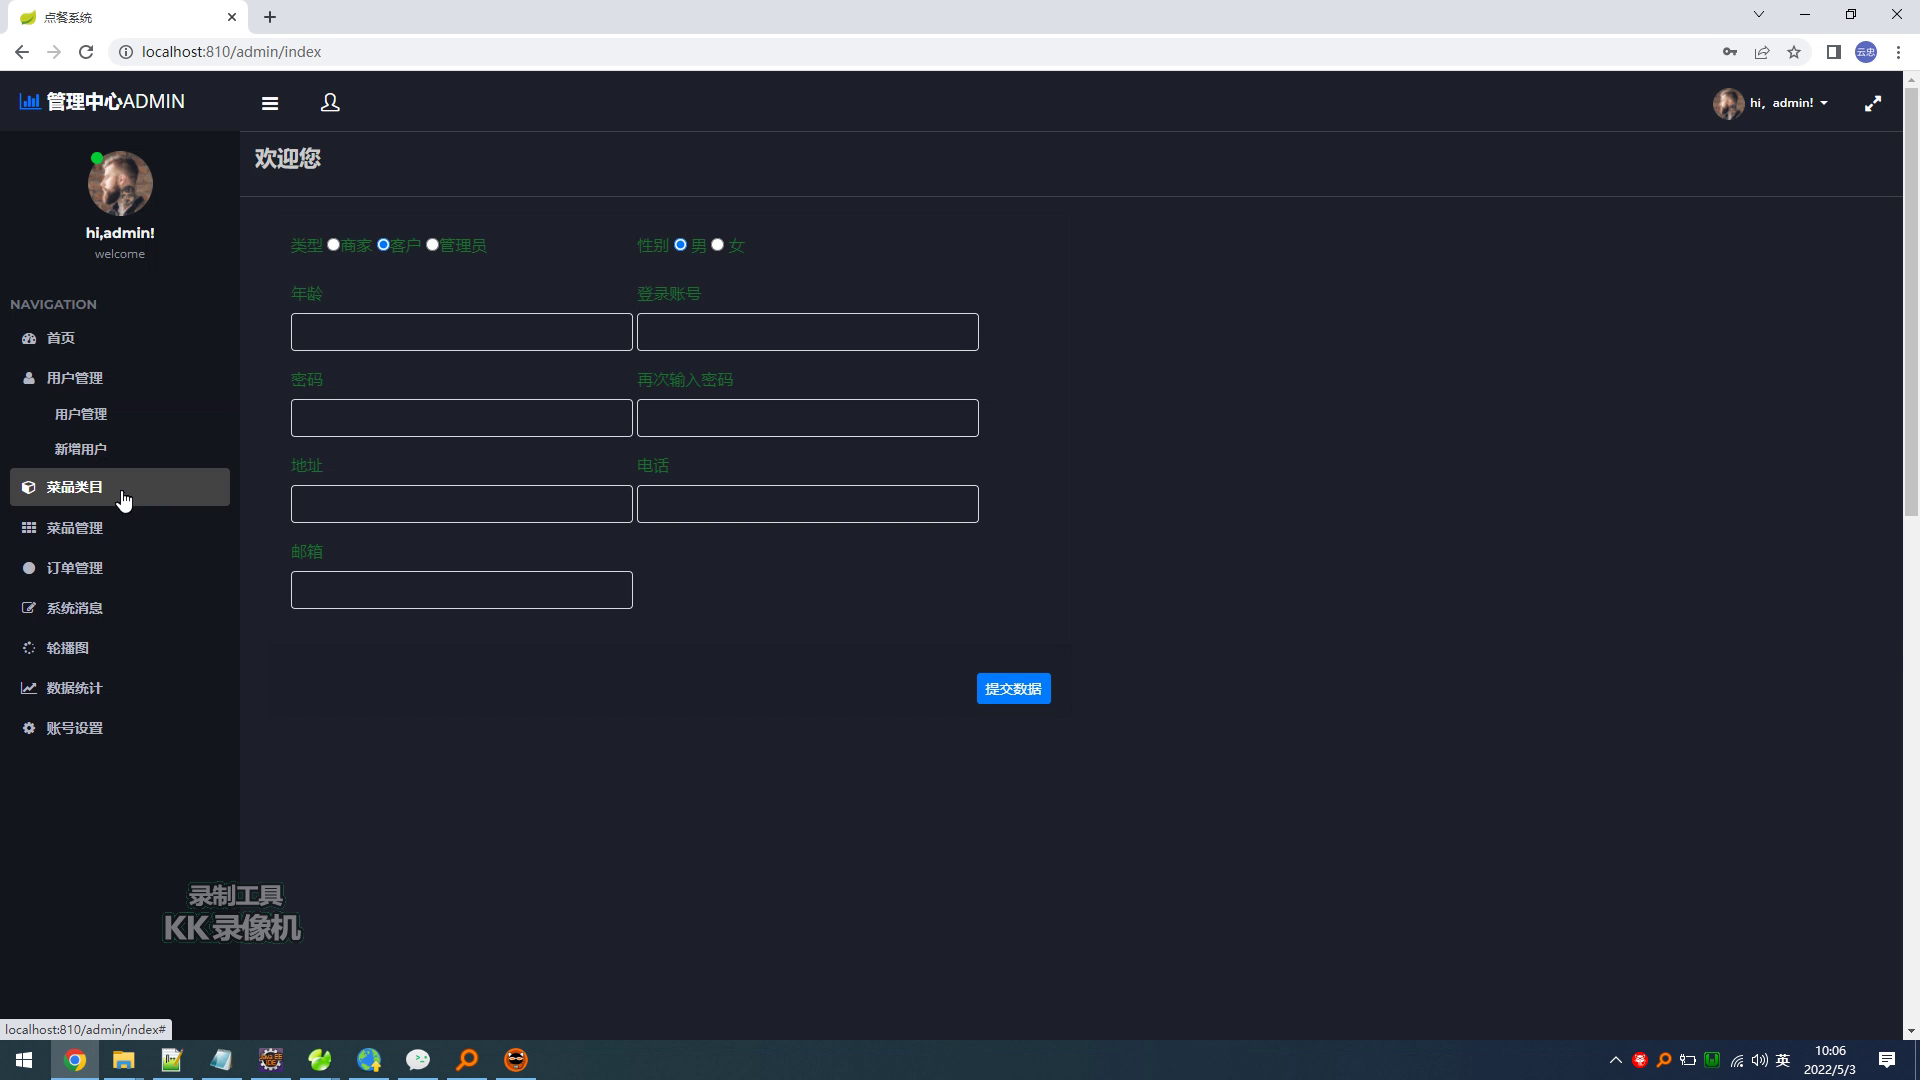 点餐系统
localhost:810/admin/index
云忠
管理中心ADMIN
hi, admin!
hi,admin!
welcome
NAVIGATION
首页
用户管理
用户管理
新增用户
菜品类目
菜品管理
订单管理
系统消息
轮播图
数据统计
账号设置
欢迎您
类型 商家 客户 管理员
性别 男 女
年龄
登录账号
密码
再次输入密码
地址
电话
邮箱
提交数据
录制工具
KK录像机
localhost:810/admin/index#
英
10:06
2022/5/3